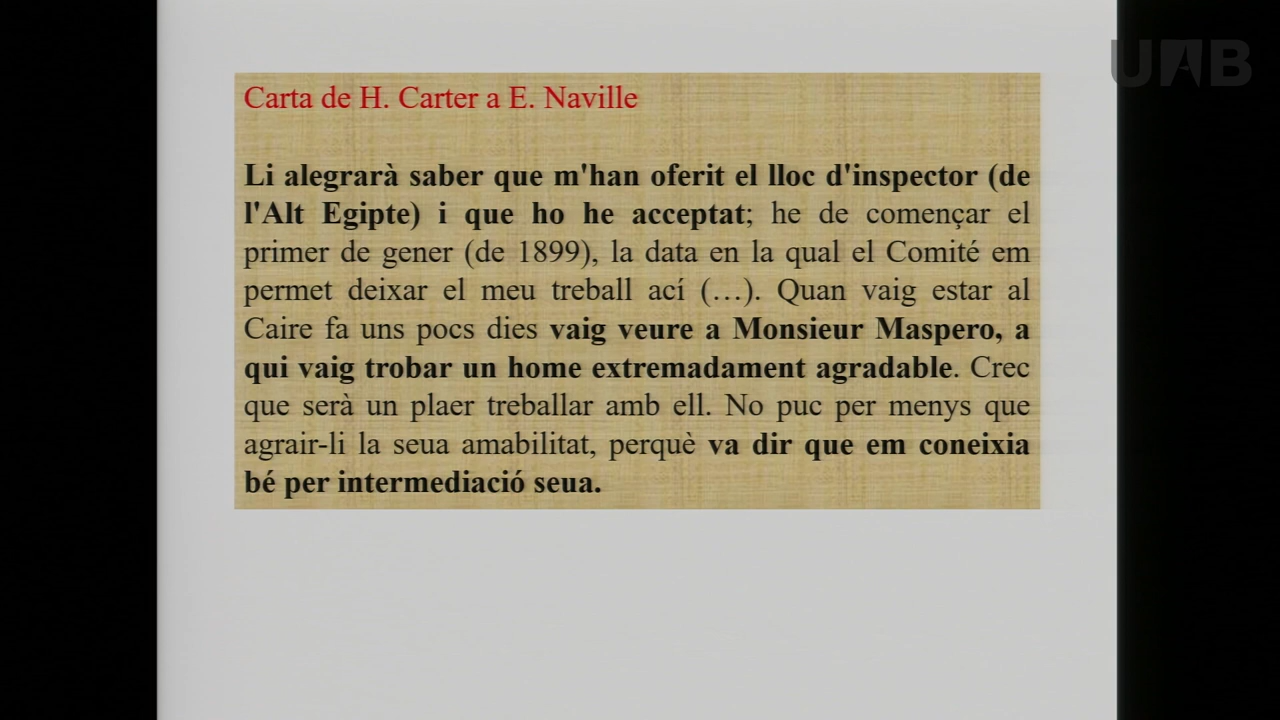 UAB
Carta de H. Carter a E. Naville
Li alegrarà saber que m'han oferit el lloc d'inspector (de
l'Alt Egipte) i que ho he acceptat; he de començar el
primer de gener (de 1899), la data en la qual el Comité em
permet deixar el meu treball ací (…). Quan vaig estar al
Caire fa uns pocs dies vaig veure a Monsieur Maspero, a
qui vaig trobar un home extremadament agradable. Crec
que serà un plaer treballar amb ell. No puc per menys que
agrair-li la seua amabilitat, perquè va dir que em coneixia
bé per intermediació seua.